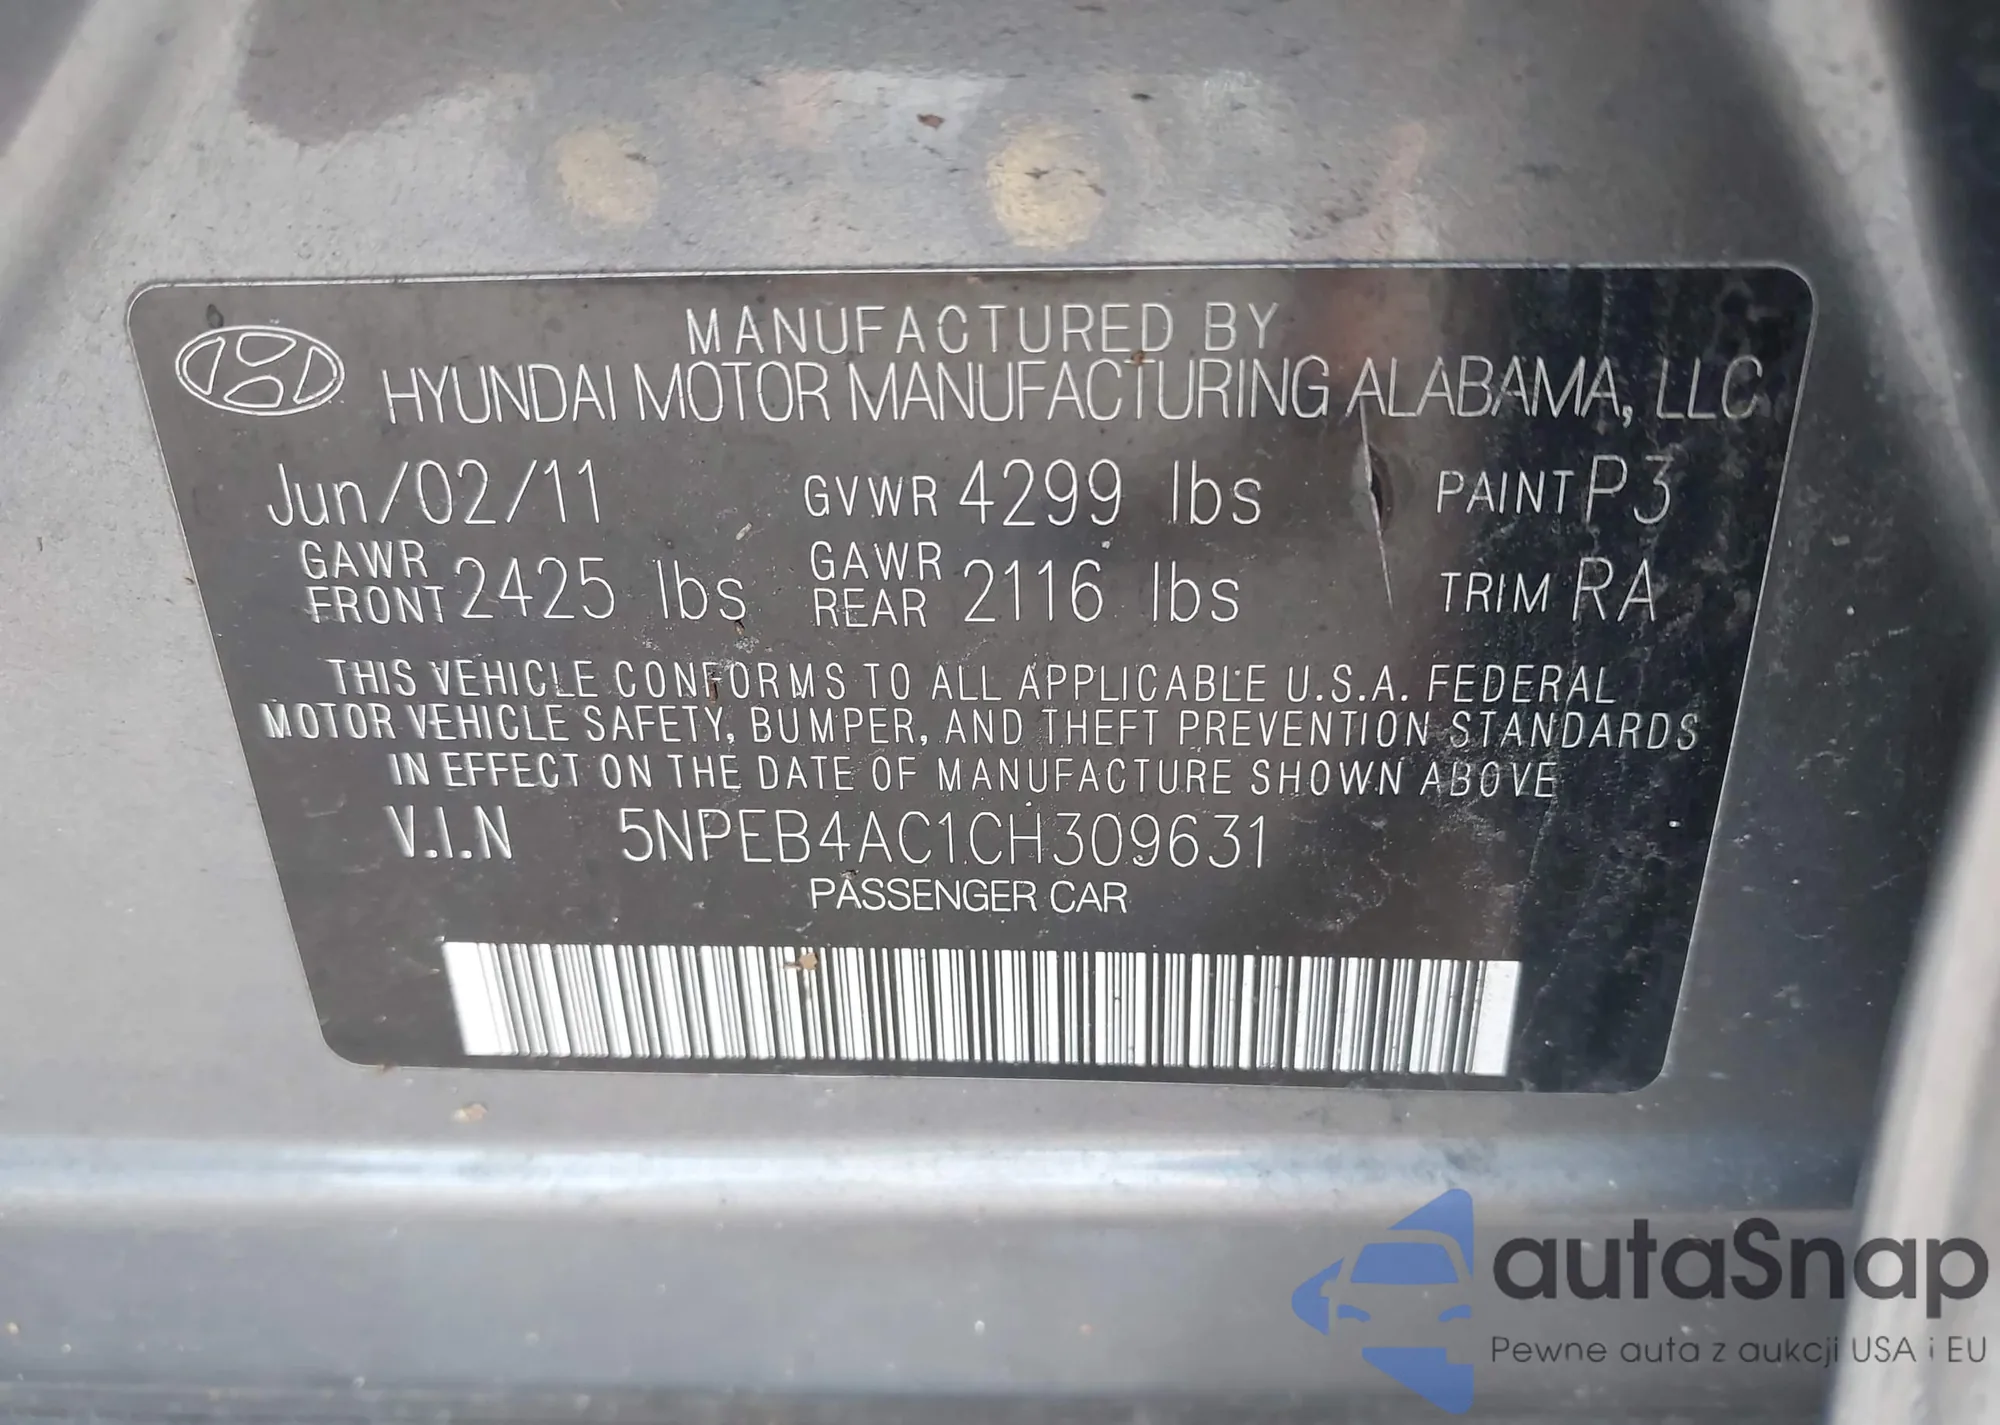 MANUFACTURED BY
HYUNDAI MOTOR MANUFACTURING ALABAMA, LLC
Jun/02/11 GVWR 4299 lbs PAINT P3
GAWR FRONT 2425 lbs GAWR REAR 2116 lbs TRIM RA
THIS VEHICLE CONFORMS TO ALL APPLICABLE U.S.A. FEDERAL
MOTOR VEHICLE SAFETY, BUMPER, AND THEFT PREVENTION STANDARDS
IN EFFECT ON THE DATE OF MANUFACTURE SHOWN ABOVE
V.I.N 5NPEB4AC1CH309631
PASSENGER CAR
autaSnap
Pewne auta z aukcji USA i EU